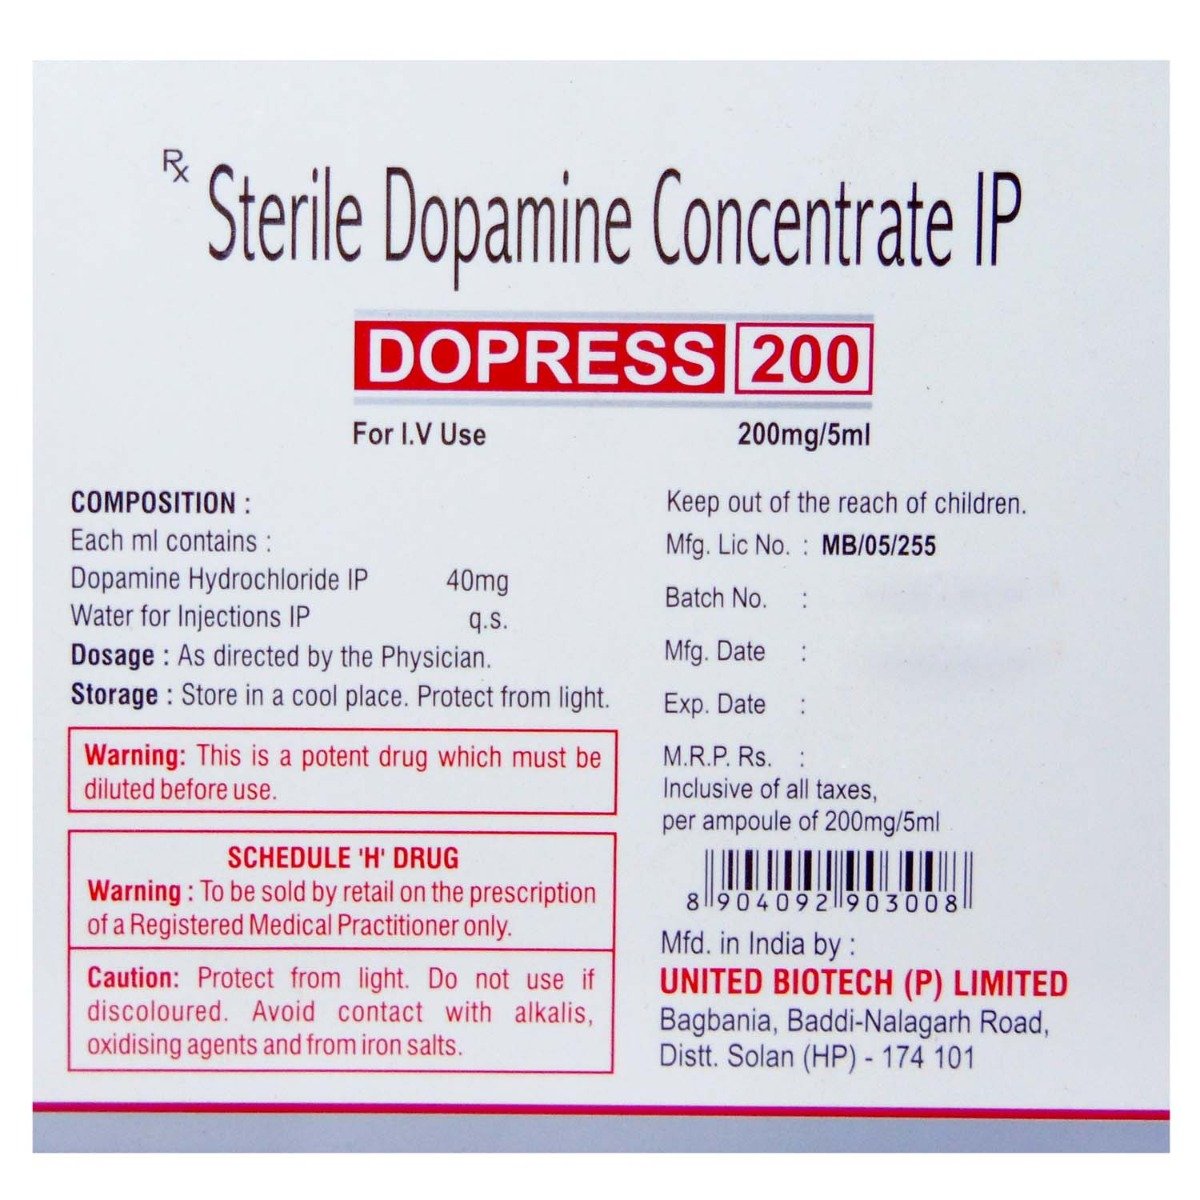 Rx Sterile Dopamine Concentrate IP
DOPRESS 200
For I.V Use 200mg/5ml
COMPOSITION :
Each ml contains :
Dopamine Hydrochloride IP 40mg
Water for Injections IP q.s.
Dosage : As directed by the Physician.
Storage : Store in a cool place. Protect from light.
Warning: This is a potent drug which must be
diluted before use.
SCHEDULE 'H' DRUG
Warning : To be sold by retail on the prescription
of a Registered Medical Practitioner only.
Caution: Protect from light. Do not use if
discoloured. Avoid contact with alkalis,
oxidising agents and from iron salts.
Keep out of the reach of children.
Mfg. Lic No. : MB/05/255
Batch No. :
Mfg. Date :
Exp. Date :
M.R.P. Rs. :
Inclusive of all taxes,
per ampoule of 200mg/5ml
8 904092 903008
Mfd. in India by :
UNITED BIOTECH (P) LIMITED
Bagbania, Baddi-Nalagarh Road,
Distt. Solan (HP) - 174 101